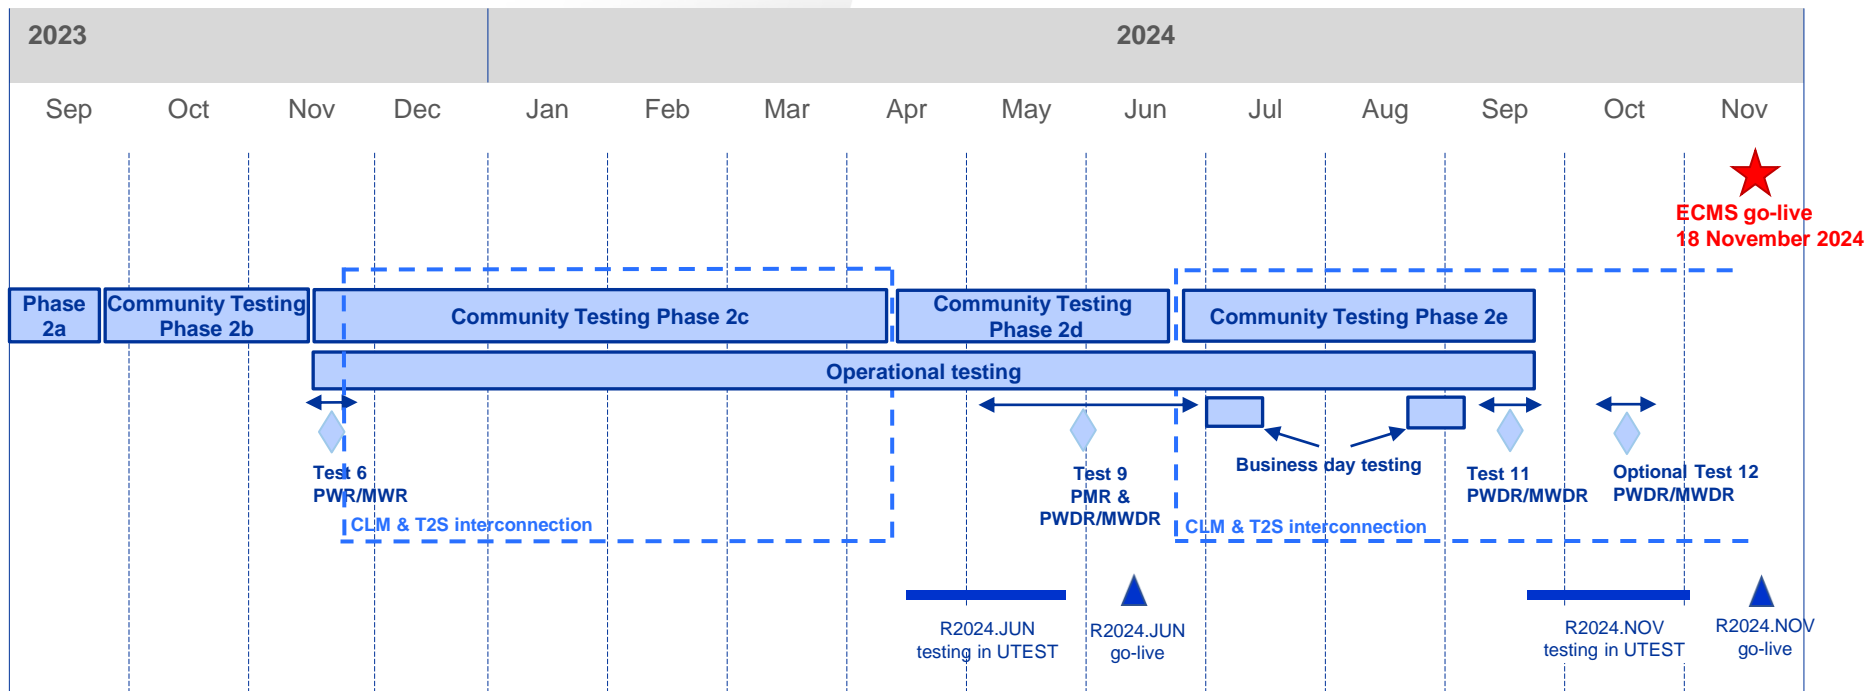 2023
2024
Sep
Oct
Nov
Dec
Jan
Feb
Mar
Apr
May
Jun
Jul
Aug
Sep
Oct
Nov
ECMS go-live
18 November 2024
Phase
2a
Community Testing
Phase 2b
Community Testing Phase 2c
Community Testing
Phase 2d
Community Testing Phase 2e
Operational testing
Test 6
PWR/MWR
Test 9
PMR &
PWDR/MWDR
Business day testing
Test 11
PWDR/MWDR
Optional Test 12
PWDR/MWDR
CLM & T2S interconnection
CLM & T2S interconnection
R2024.JUN
testing in UTEST
R2024.JUN
go-live
R2024.NOV
testing in UTEST
R2024.NOV
go-live